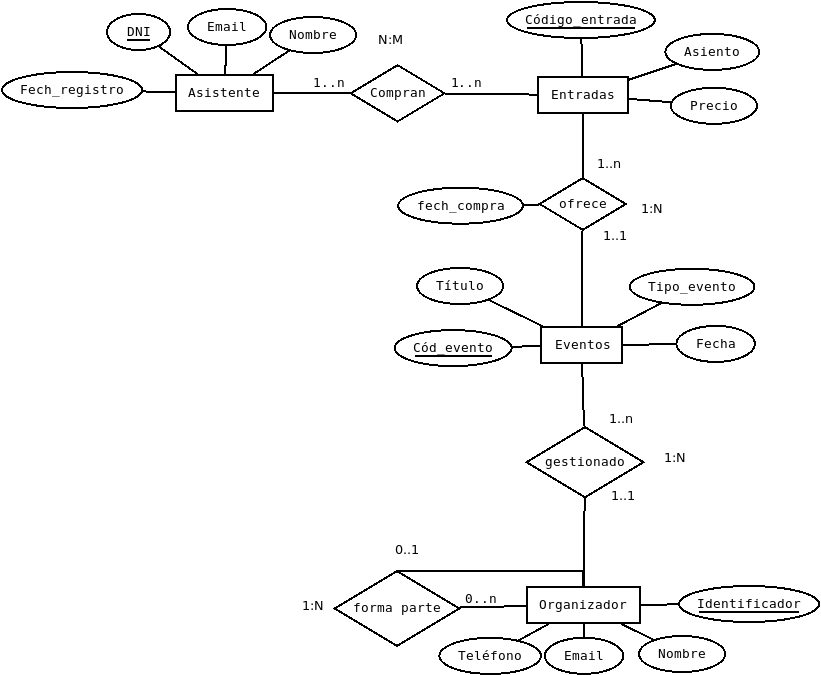 Código_entrada
DNI
Email
Nombre
N:M
Asiento
Fech_registro
Asistente
1..n
Compran
1..n
Entradas
Precio
1..n
fech_compra
ofrece
1:N
1..1
Título
Tipo_evento
Cód_evento
Eventos
Fecha
1..n
gestionado
1:N
1..1
0..1
1:N
forma parte
0..n
Organizador
Identificador
Teléfono
Email
Nombre